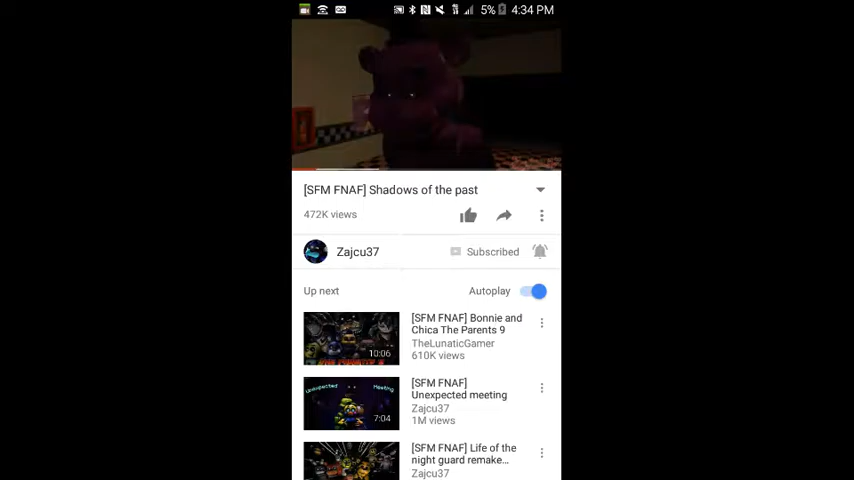 5% 4:34 PM
[SFM FNAF] Shadows of the past
472K views
Zajcu37 Subscribed
Up next Autoplay
[SFM FNAF] Bonnie and
Chica The Parents 9
TheLunaticGamer
610K views
10:06
[SFM FNAF]
Unexpected meeting
Zajcu37
1M views
Unexpected Meeting
7:04
[SFM FNAF] Life of the
night guard remake...
Zajcu37